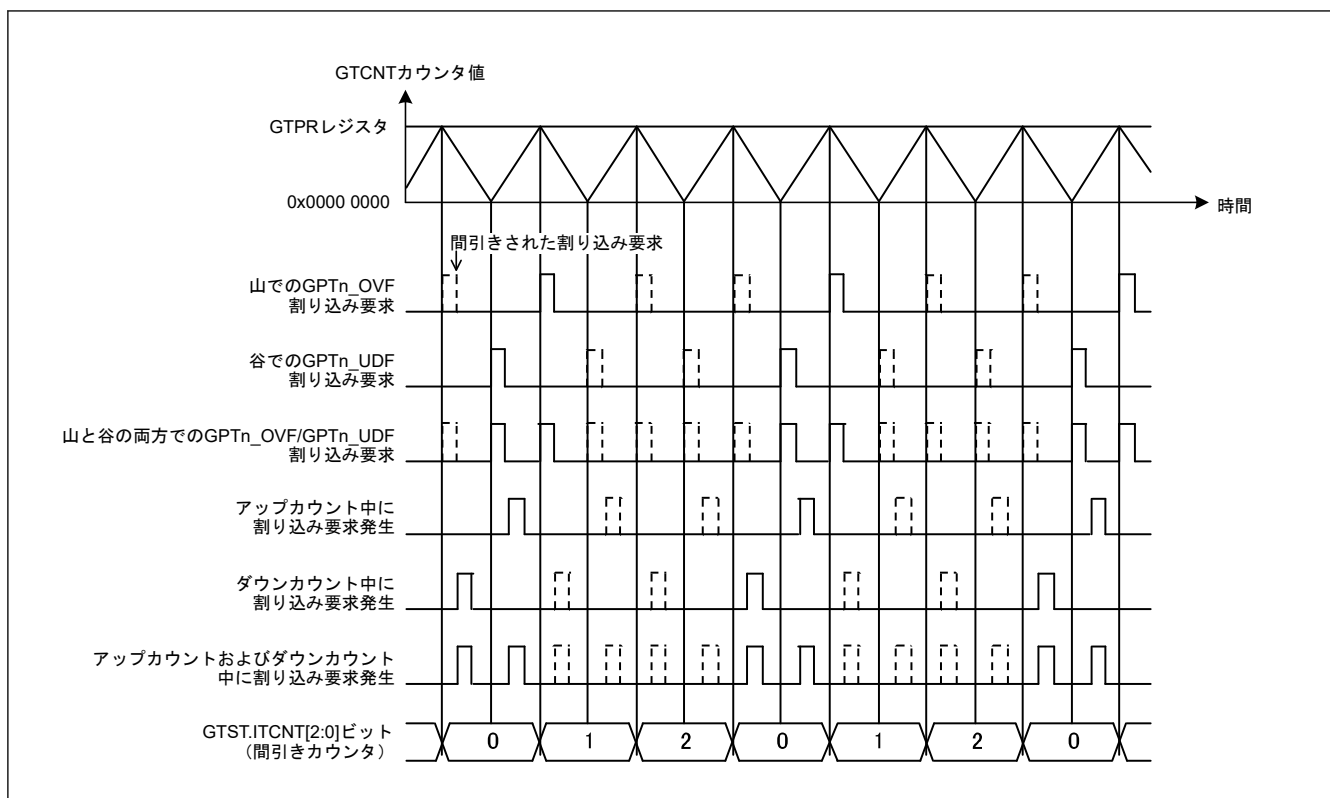 GTCNTカウンタ値
GTPRレジスタ
0x0000 0000
時間
間引きされた割り込み要求
山でのGPTn_OVF
割り込み要求
谷でのGPTn_UDF
割り込み要求
山と谷の両方でのGPTn_OVF/GPTn_UDF
割り込み要求
アップカウント中に
割り込み要求発生
ダウンカウント中に
割り込み要求発生
アップカウントおよびダウンカウント
中に割り込み要求発生
GTST.ITCNT[2:0]ビット
（間引きカウンタ）
0 1 2 0 1 2 0